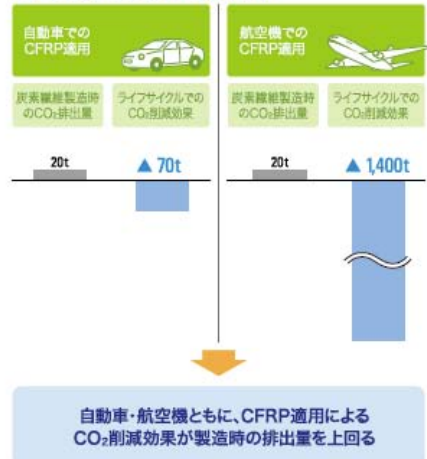 自動車での
CFRP適用
航空機での
CFRP適用
炭素繊維製造時
のCO₂排出量
ライフサイクルでの
CO₂削減効果
炭素繊維製造時
のCO₂排出量
ライフサイクルでの
CO₂削減効果
20t
▲ 70t
20t
▲ 1,400t
自動車・航空機ともに、CFRP適用による
CO₂削減効果が製造時の排出量を上回る